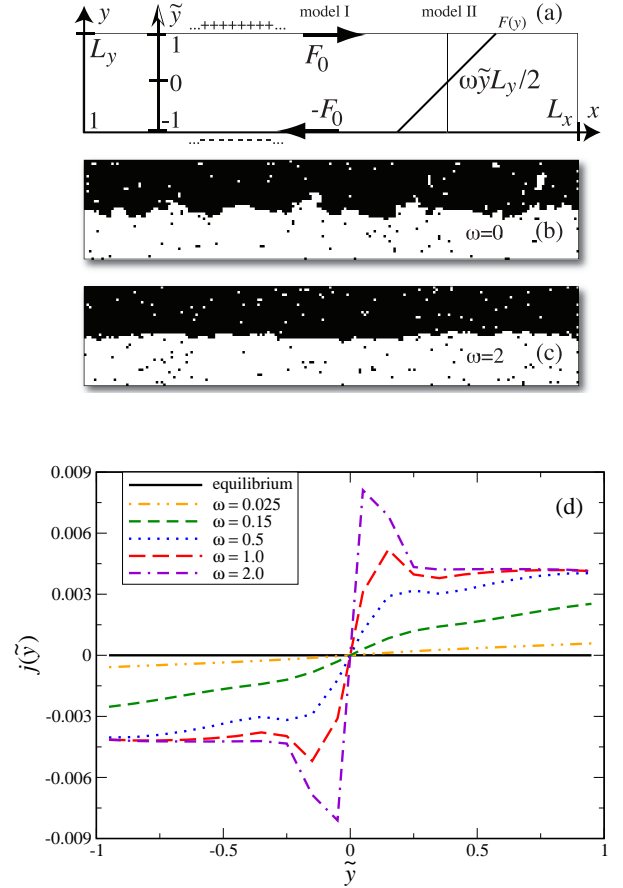 y ỹ model I model II (a)
...+++++++... F(y)
L_y 1 F_0
0 ωỹL_y/2
-F_0 L_x
1 -1 x
...-------...
ω=0 (b)
ω=2 (c)
0.009
equilibrium (d)
ω = 0.025
0.006
ω = 0.15
ω = 0.5
ω = 1.0
0.003
ω = 2.0
j(ỹ)
0
-0.003
-0.006
-0.009
-1 -0.5 0 0.5 1
ỹ